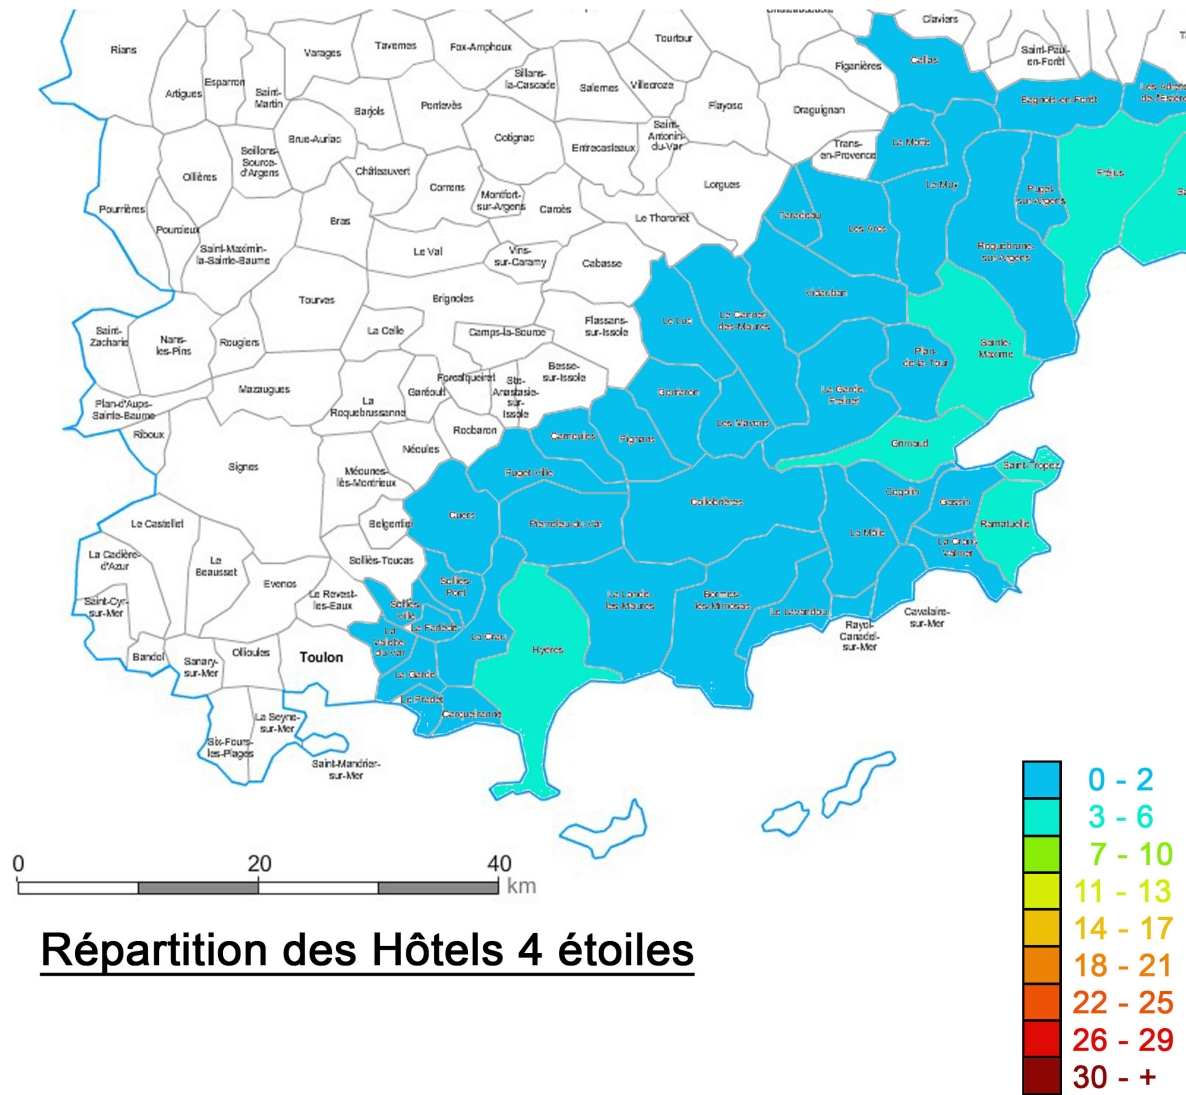 Claviers
Rians
Varages
Tavernes
Fox-Amphoux
Tourtour
Saint-Paul-
en-Forêt
Figanières
Callas
Artigues
Esparron
Saint-
Martin
Sillans-
la-Cascade
Salernes
Villecroze
Barjols
Pontevès
Flayosc
Draguignan
Bagnols-en-Forêt
Brue-Auriac
Cotignac
Entrecasteaux
Saint-
Antonin-
du-Var
Trans-
en-Provence
La Motte
Seillons-
Source-
d'Argens
Ollières
Châteauvert
Correns
Montfort-
sur-Argens
Carcès
Lorgues
Le Muy
Puget-
sur-Argens
Fréjus
Pourrières
Pourcieux
Bras
Le Thoronet
Taradeau
Les Arcs
Saint-Maximin-
la-Sainte-Baume
Le Val
Vins-
sur-Caramy
Cabasse
Roquebrune-
sur-Argens
Tourves
Brignoles
Vidauban
Saint-
Zacharie
Nans-
les-Pins
Rougiers
La Celle
Camps-la-Source
Flassans-
sur-Issole
Le Luc
Le Cannet
des-Maures
Plan-
de-la-Tour
Sainte-
Maxime
Mazaugues
Garéoult
Forcalqueiret
Ste-
Anastasie-
sur-
Issole
Besse-
sur-Issole
Gonfaron
La Garde-
Freinet
Plan-d'Aups-
Sainte-Baume
La
Roquebrussanne
Riboux
Néoules
Rocbaron
Carnoules
Pignans
Les Mayons
Grimaud
Signes
Méounes-
lès-Montrieux
Puget-Ville
Saint-Tropez
Le Castellet
Belgentier
Cuers
Pierrefeu-du-Var
Collobrières
Cogolin
Gassin
Ramatuelle
La Cadière-
d'Azur
Le
Beausset
Evenos
Solliès-Toucas
La Môle
La Croix-
Valmer
Saint-Cyr-
sur-Mer
Le Revest-
les-Eaux
Solliès-
Pont
Solliès-
Ville
La Farlède
La Londe-
les-Maures
Bormes-
les-Mimosas
Le Lavandou
Cavalaire-
sur-Mer
Rayol-
Canadel-
sur-Mer
Bandol
Sanary-
sur-Mer
Ollioules
Toulon
La
Valette-
du-Var
La Crau
Hyères
La Garde
Le Pradet
Carqueiranne
Six-Fours-
les-Plages
La Seyne-
sur-Mer
Saint-Mandrier-
sur-Mer
0 20 40
km
Répartition des Hôtels 4 étoiles
0 - 2
3 - 6
7 - 10
11 - 13
14 - 17
18 - 21
22 - 25
26 - 29
30 - +